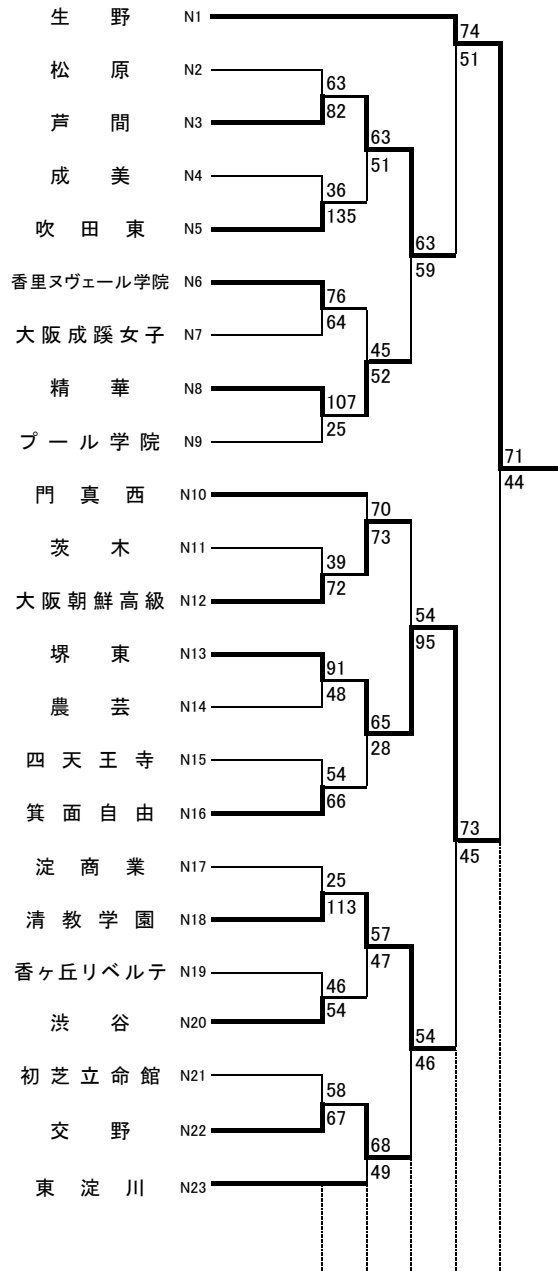 生野 N1
74
51
松原 N2
63
82
芦間 N3
63
51
成美 N4
36
135
吹田東 N5
63
59
香里ヌヴェール学院 N6
76
64
大阪成蹊女子 N7
45
52
精華 N8
107
25
プール学院 N9
71
44
門真西 N10
70
73
茨木 N11
39
72
大阪朝鮮高級 N12
54
95
堺東 N13
91
48
農芸 N14
65
28
四天王寺 N15
54
66
箕面自由 N16
73
45
淀商業 N17
25
113
清教学園 N18
57
47
香ヶ丘リベルテ N19
46
54
渋谷 N20
54
46
初芝立命館 N21
58
67
交野 N22
68
49
東淀川 N23